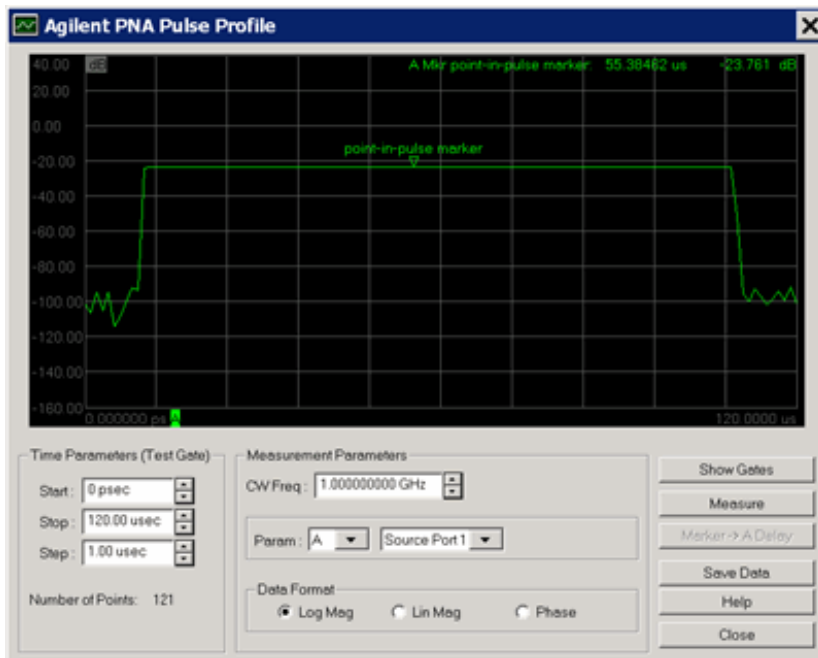 Agilent PNA Pulse Profile
40.00 dB A Mkr point-in-pulse marker: 55.38462 us -23.761 dB
20.00
0.00
point-in-pulse marker
-20.00
-40.00
-60.00
-80.00
-100.00
-120.00
-140.00
-160.00
0.000000 ps A 120.0000 us
Time Parameters (Test Gate)
Start: 0 psec
Stop: 120.00 usec
Step: 1.00 usec
Number of Points: 121
Measurement Parameters
CW Freq: 1.000000000 GHz
Param: A Source Port 1
Data Format
Log Mag Lin Mag Phase
Show Gates
Measure
Marker -> A Delay
Save Data
Help
Close